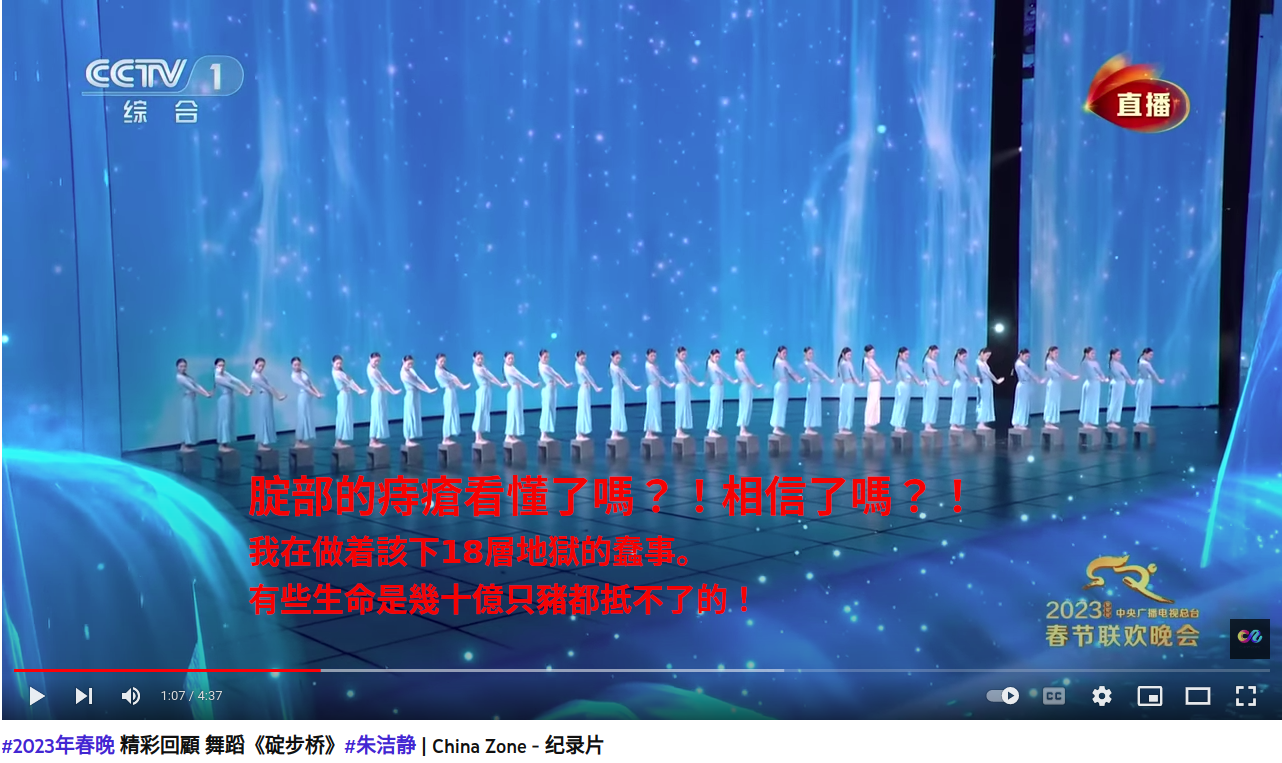 CCTV 1
综 合
直播
腚部的痔瘡看懂了嗎？！相信了嗎？！
我在做着該下18層地獄的蠢事。
有些生命是幾十億只豬都抵不了的！
2023 中央广播电视总台
春节联欢晚会
1:07 / 4:37
CC
#2023年春晚 精彩回顧 舞蹈《碇步桥》#朱洁静 | China Zone - 纪录片